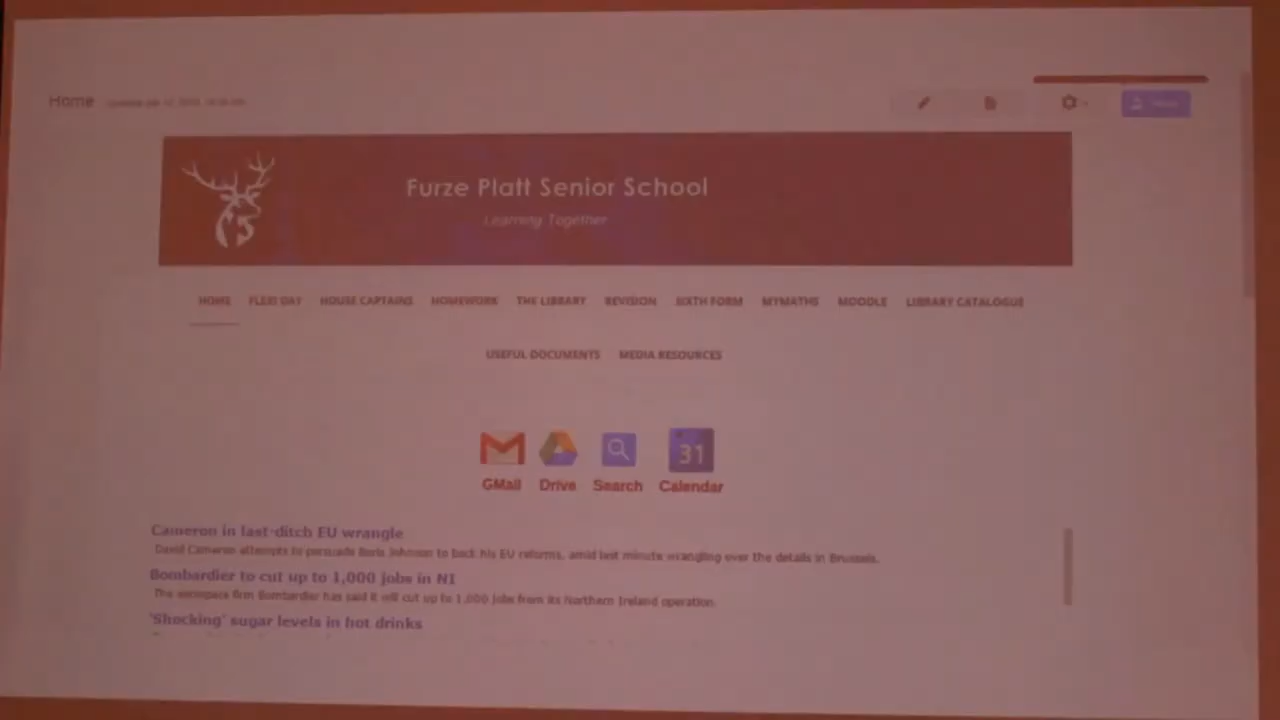 Home
Furze Platt Senior School
Learning Together
HOME FLEXI DAY HOUSE CAPTAINS HOMEWORK THE LIBRARY REVISION SIXTH FORM MYMATHS MOODLE LIBRARY CATALOGUE
USEFUL DOCUMENTS MEDIA RESOURCES
31
GMail Drive Search Calendar
Cameron in last-ditch EU wrangle
David Cameron attempts to persuade Boris Johnson to back his EU reforms, amid last minute wrangling over the details in Brussels.
Bombardier to cut up to 1,000 jobs in NI
The aerospace firm Bombardier has said it will cut up to 1,000 jobs from its Northern Ireland operation.
'Shocking' sugar levels in hot drinks